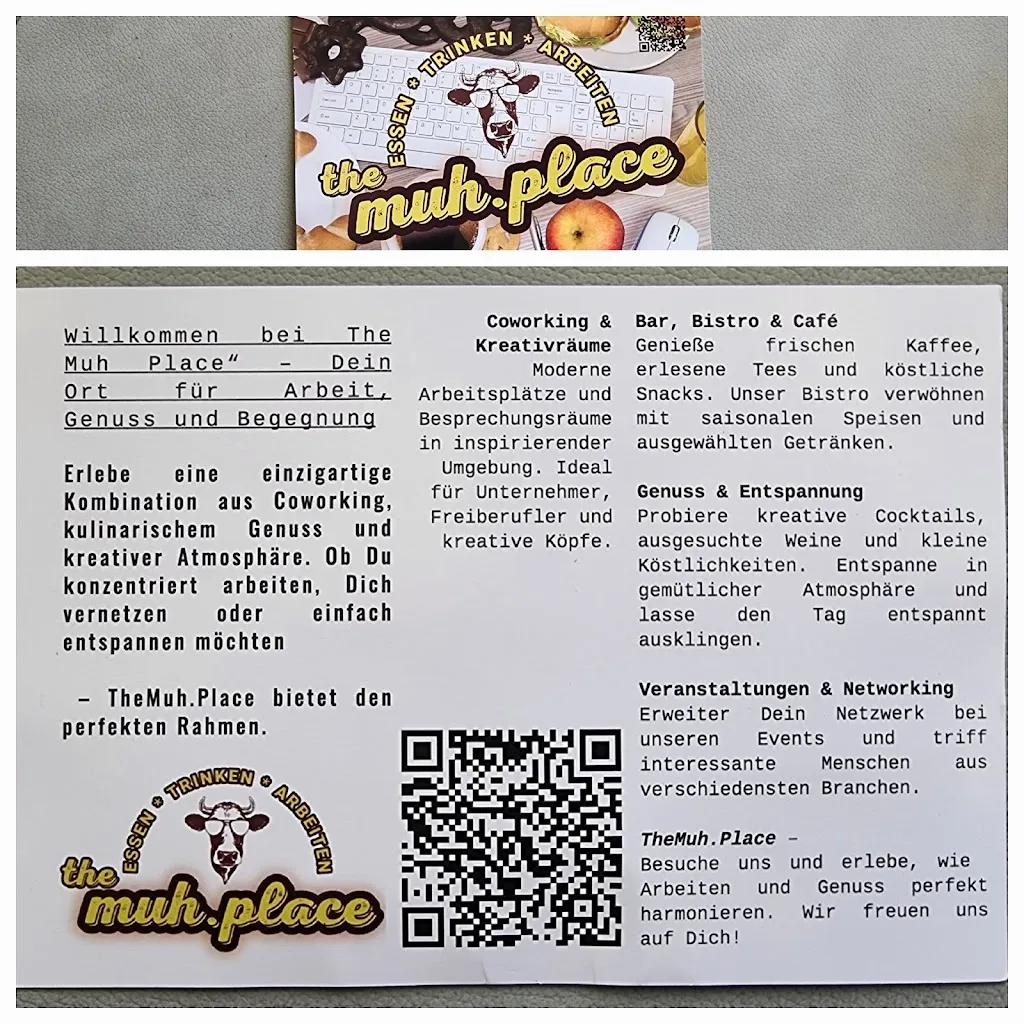 ESSEN * TRINKEN * ARBEITEN
the
muh.place
Willkommen bei The
Muh Place“ – Dein
Ort für Arbeit,
Genuss und Begegnung
Erlebe eine einzigartige
Kombination aus Coworking,
kulinarischem Genuss und
kreativer Atmosphäre. Ob Du
konzentriert arbeiten, Dich
vernetzen oder einfach
entspannen möchten
– TheMuh.Place bietet den
perfekten Rahmen.
ESSEN * TRINKEN * ARBEITEN
the
muh.place
Coworking &
Kreativräume
Moderne
Arbeitsplätze und
Besprechungsräume
in inspirierender
Umgebung. Ideal
für Unternehmer,
Freiberufler und
kreative Köpfe.
Bar, Bistro & Café
Genieße frischen Kaffee,
erlesene Tees und köstliche
Snacks. Unser Bistro verwöhnen
mit saisonalen Speisen und
ausgewählten Getränken.
Genuss & Entspannung
Probiere kreative Cocktails,
ausgesuchte Weine und kleine
Köstlichkeiten. Entspanne in
gemütlicher Atmosphäre und
lasse den Tag entspannt
ausklingen.
Veranstaltungen & Networking
Erweiter Dein Netzwerk bei
unseren Events und triff
interessante Menschen aus
verschiedensten Branchen.
TheMuh.Place –
Besuche uns und erlebe, wie
Arbeiten und Genuss perfekt
harmonieren. Wir freuen uns
auf Dich!